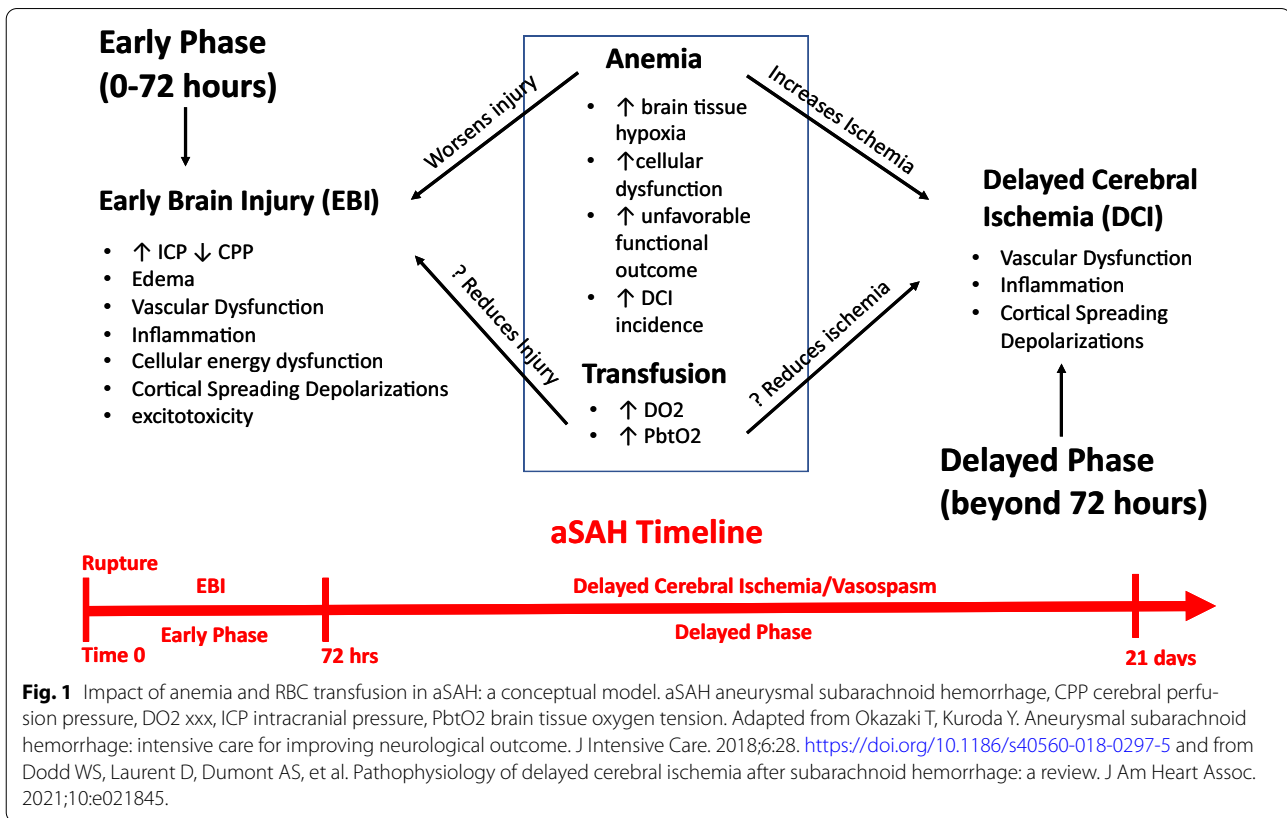 Early Phase
(0-72 hours)
Early Brain Injury (EBI)
• ↑ ICP ↓ CPP
• Edema
• Vascular Dysfunction
• Inflammation
• Cellular energy dysfunction
• Cortical Spreading Depolarizations
• excitotoxicity
Worsens injury
? Reduces Injury
Anemia
• ↑ brain tissue
hypoxia
• ↑cellular
dysfunction
• ↑ unfavorable
functional
outcome
• ↑ DCI
incidence
Transfusion
• ↑ DO2
• ↑ PbtO2
Increases Ischemia
? Reduces ischemia
Delayed Cerebral
Ischemia (DCI)
• Vascular Dysfunction
• Inflammation
• Cortical Spreading
Depolarizations
Delayed Phase
(beyond 72 hours)
aSAH Timeline
Rupture
EBI
Delayed Cerebral Ischemia/Vasospasm
Early Phase
Delayed Phase
Time 0
72 hrs
21 days
Fig. 1 Impact of anemia and RBC transfusion in aSAH: a conceptual model. aSAH aneurysmal subarachnoid hemorrhage, CPP cerebral perfu-
sion pressure, DO2 xxx, ICP intracranial pressure, PbtO2 brain tissue oxygen tension. Adapted from Okazaki T, Kuroda Y. Aneurysmal subarachnoid
hemorrhage: intensive care for improving neurological outcome. J Intensive Care. 2018;6:28. https://doi.org/10.1186/s40560-018-0297-5 and from
Dodd WS, Laurent D, Dumont AS, et al. Pathophysiology of delayed cerebral ischemia after subarachnoid hemorrhage: a review. J Am Heart Assoc.
2021;10:e021845.